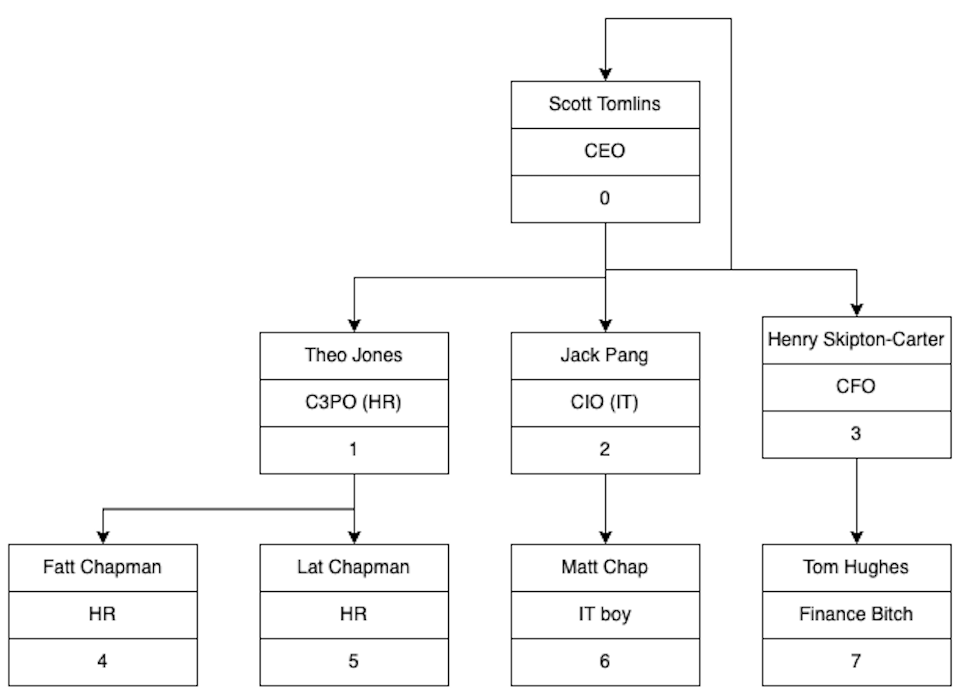 Scott Tomlins
CEO
0
Theo Jones
C3PO (HR)
1
Jack Pang
CIO (IT)
2
Henry Skipton-Carter
CFO
3
Fatt Chapman
HR
4
Lat Chapman
HR
5
Matt Chap
IT boy
6
Tom Hughes
Finance Bitch
7